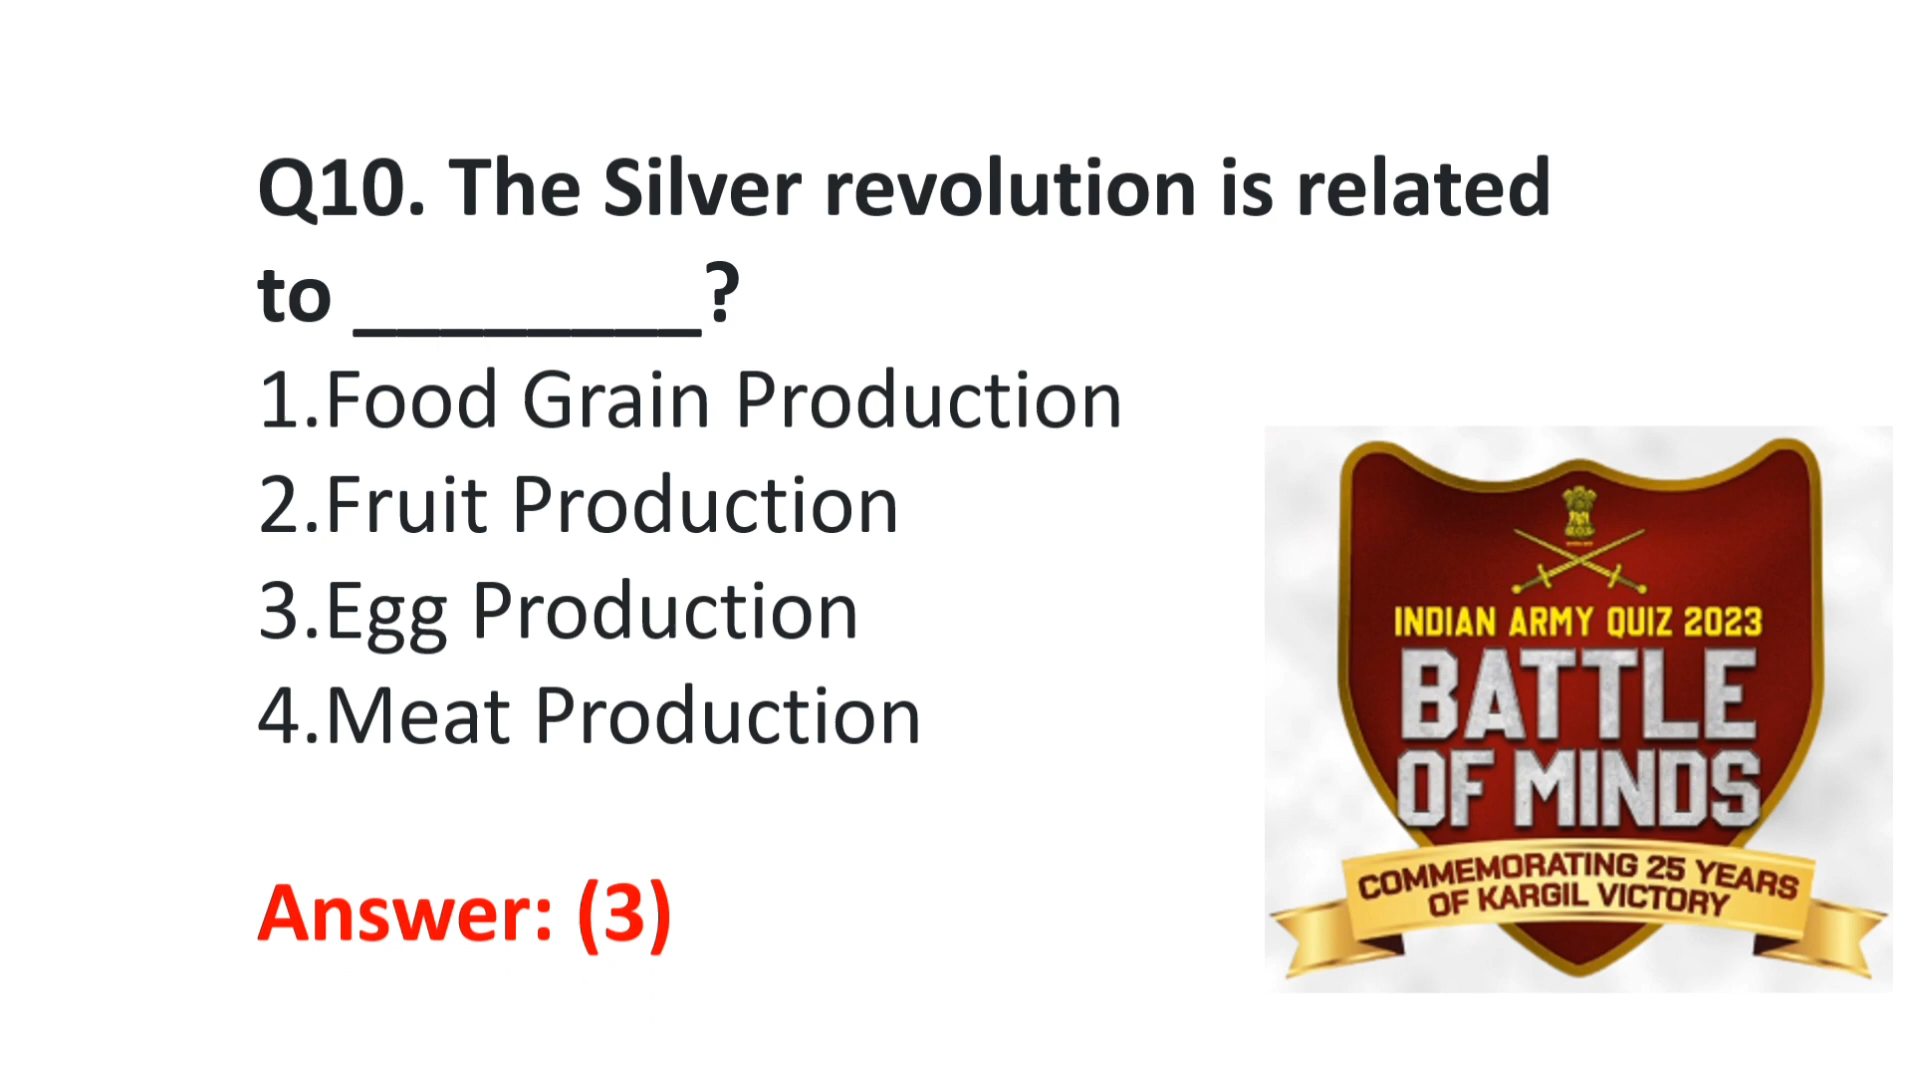 Q10. The Silver revolution is related
to ________?
1.Food Grain Production
2.Fruit Production
3.Egg Production
4.Meat Production
Answer: (3)
INDIAN ARMY QUIZ 2023
BATTLE
OF MINDS
COMMEMORATING 25 YEARS
OF KARGIL VICTORY